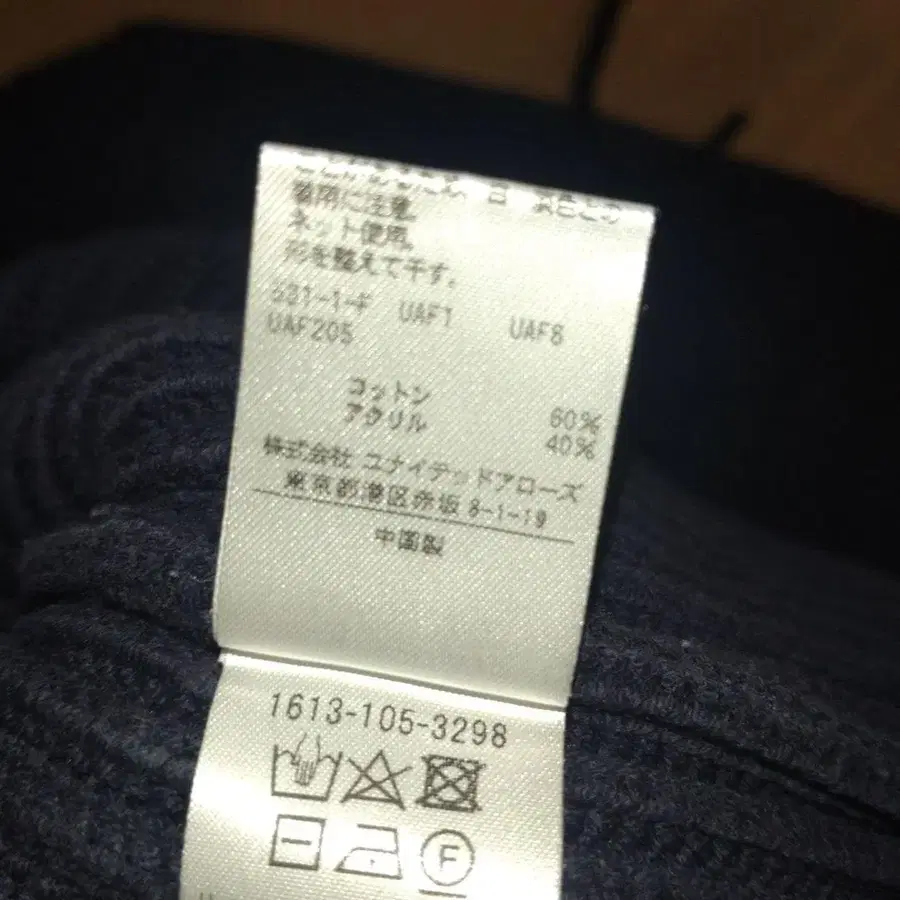 着用に注意
ネット使用。
形を整えて干す。
531-1-F UAF1 UAF8
UAF205
コットン 60%
アクリル 40%
株式会社 ユナイテッドアローズ
東京都港区赤坂 8-1-19
中国製
1613-105-3298
F